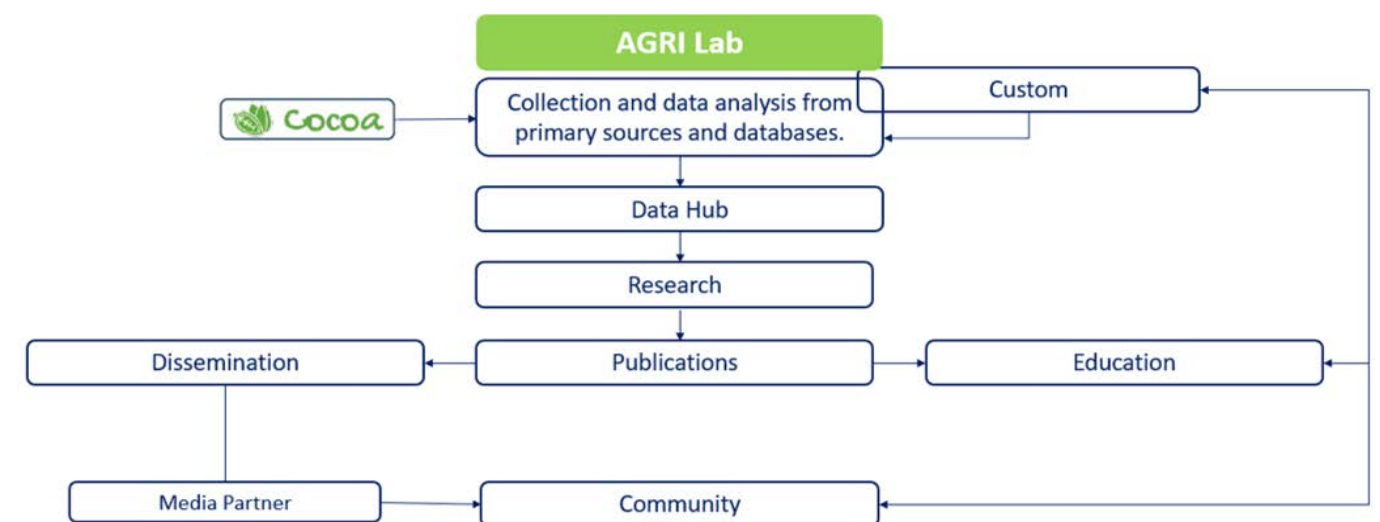 AGRI Lab
Custom
Cocoa
Collection and data analysis from
primary sources and databases.
Data Hub
Research
Dissemination
Publications
Education
Media Partner
Community